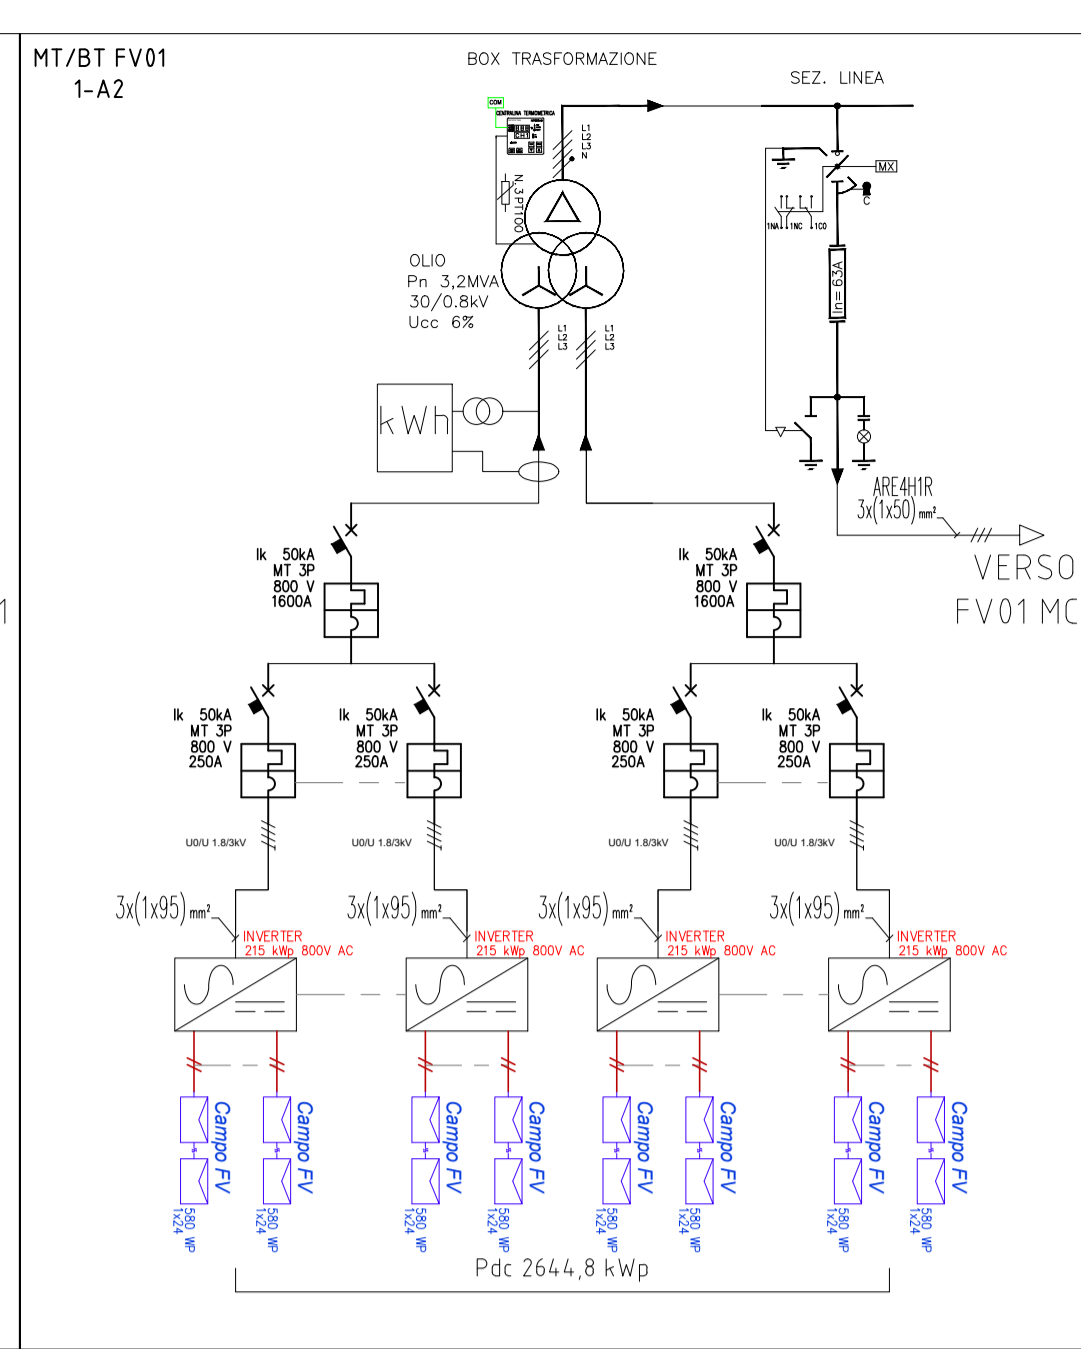 MT/BT FV01
1-A2
BOX TRASFORMAZIONE
SEZ. LINEA
COM
CENTRALINA TERMOMETRICA
CH1
L1
L2
L3
N
N. 3 PT100
OLIO
Pn 3,2MVA
30/0.8kV
Ucc 6%
L1
L2
L3
L1
L2
L3
MX
C
1NA
1NC
1CO
In=63A
kWh
ARE4H1R
3x(1x50) mm²
VERSO
FV01 MC
1
Ik 50kA
MT 3P
800 V
1600A
Ik 50kA
MT 3P
800 V
1600A
Ik 50kA
MT 3P
800 V
250A
Ik 50kA
MT 3P
800 V
250A
Ik 50kA
MT 3P
800 V
250A
Ik 50kA
MT 3P
800 V
250A
U0/U 1.8/3kV
U0/U 1.8/3kV
U0/U 1.8/3kV
U0/U 1.8/3kV
3x(1x95) mm²
3x(1x95) mm²
3x(1x95) mm²
3x(1x95) mm²
INVERTER
215 kWp 800V AC
INVERTER
215 kWp 800V AC
INVERTER
215 kWp 800V AC
INVERTER
215 kWp 800V AC
Campo FV
Campo FV
Campo FV
Campo FV
Campo FV
Campo FV
Campo FV
Campo FV
580 WP
1x24
580 WP
1x24
580 WP
1x24
580 WP
1x24
580 WP
1x24
580 WP
1x24
580 WP
1x24
580 WP
1x24
Pdc 2644,8 kWp